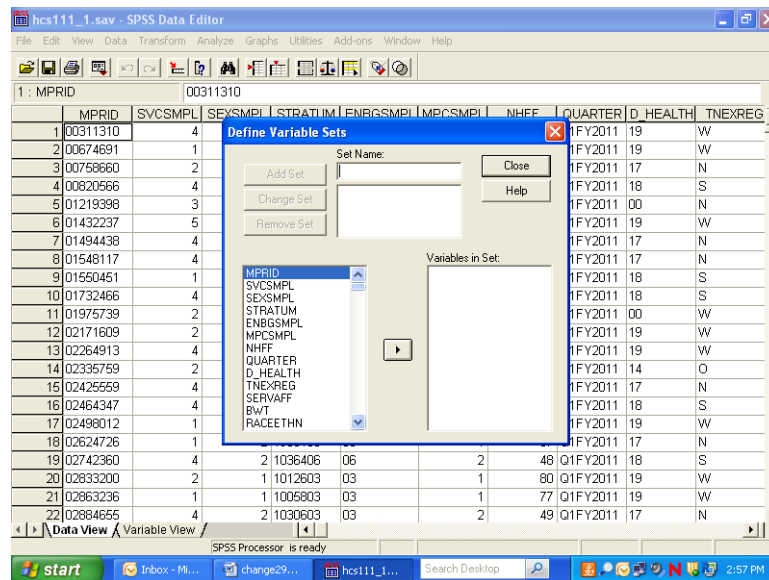 hcs111_1.sav - SPSS Data Editor
File Edit View Data Transform Analyze Graphs Utilities Add-ons Window Help
1 : MPRID 00311310
MPRID SVCSMPL SEXSMPL STRATUM ENBGSMPL MPCSMPL NHFF QUARTER D_HEALTH TNEXREG
1 00311310 4 1FY2011 19 W
2 00674691 1 1FY2011 19 W
3 00758660 2 1FY2011 17 N
4 00820566 4 1FY2011 18 S
5 01219398 3 1FY2011 00 N
6 01432237 5 1FY2011 19 W
7 01494438 4 1FY2011 17 N
8 01548117 4 1FY2011 17 N
9 01550451 1 1FY2011 18 S
10 01732466 4 1FY2011 18 S
11 01975739 2 1FY2011 00 W
12 02171609 2 1FY2011 19 W
13 02264913 4 1FY2011 19 W
14 02335759 2 1FY2011 14 O
15 02425559 4 1FY2011 17 N
16 02464347 4 1FY2011 18 S
17 02498012 1 1FY2011 19 W
18 02624726 1 1FY2011 17 N
19 02742360 4 2 1036406 06 2 48 Q1FY2011 18 S
20 02833200 2 1 1012603 03 1 80 Q1FY2011 19 W
21 02863236 1 1 1005803 03 1 77 Q1FY2011 19 W
22 02884655 4 2 1030603 03 2 49 Q1FY2011 17 N
Define Variable Sets
Set Name:
Add Set
Change Set
Remove Set
Close
Help
MPRID
SVCSMPL
SEXSMPL
STRATUM
ENBGSMPL
MPCSMPL
NHFF
QUARTER
D_HEALTH
TNEXREG
SERVAFF
BWT
RACEETHN
Variables in Set:
Data View Variable View
SPSS Processor is ready
start Inbox - Mi... change29... hcs111_1... Search Desktop 2:57 PM